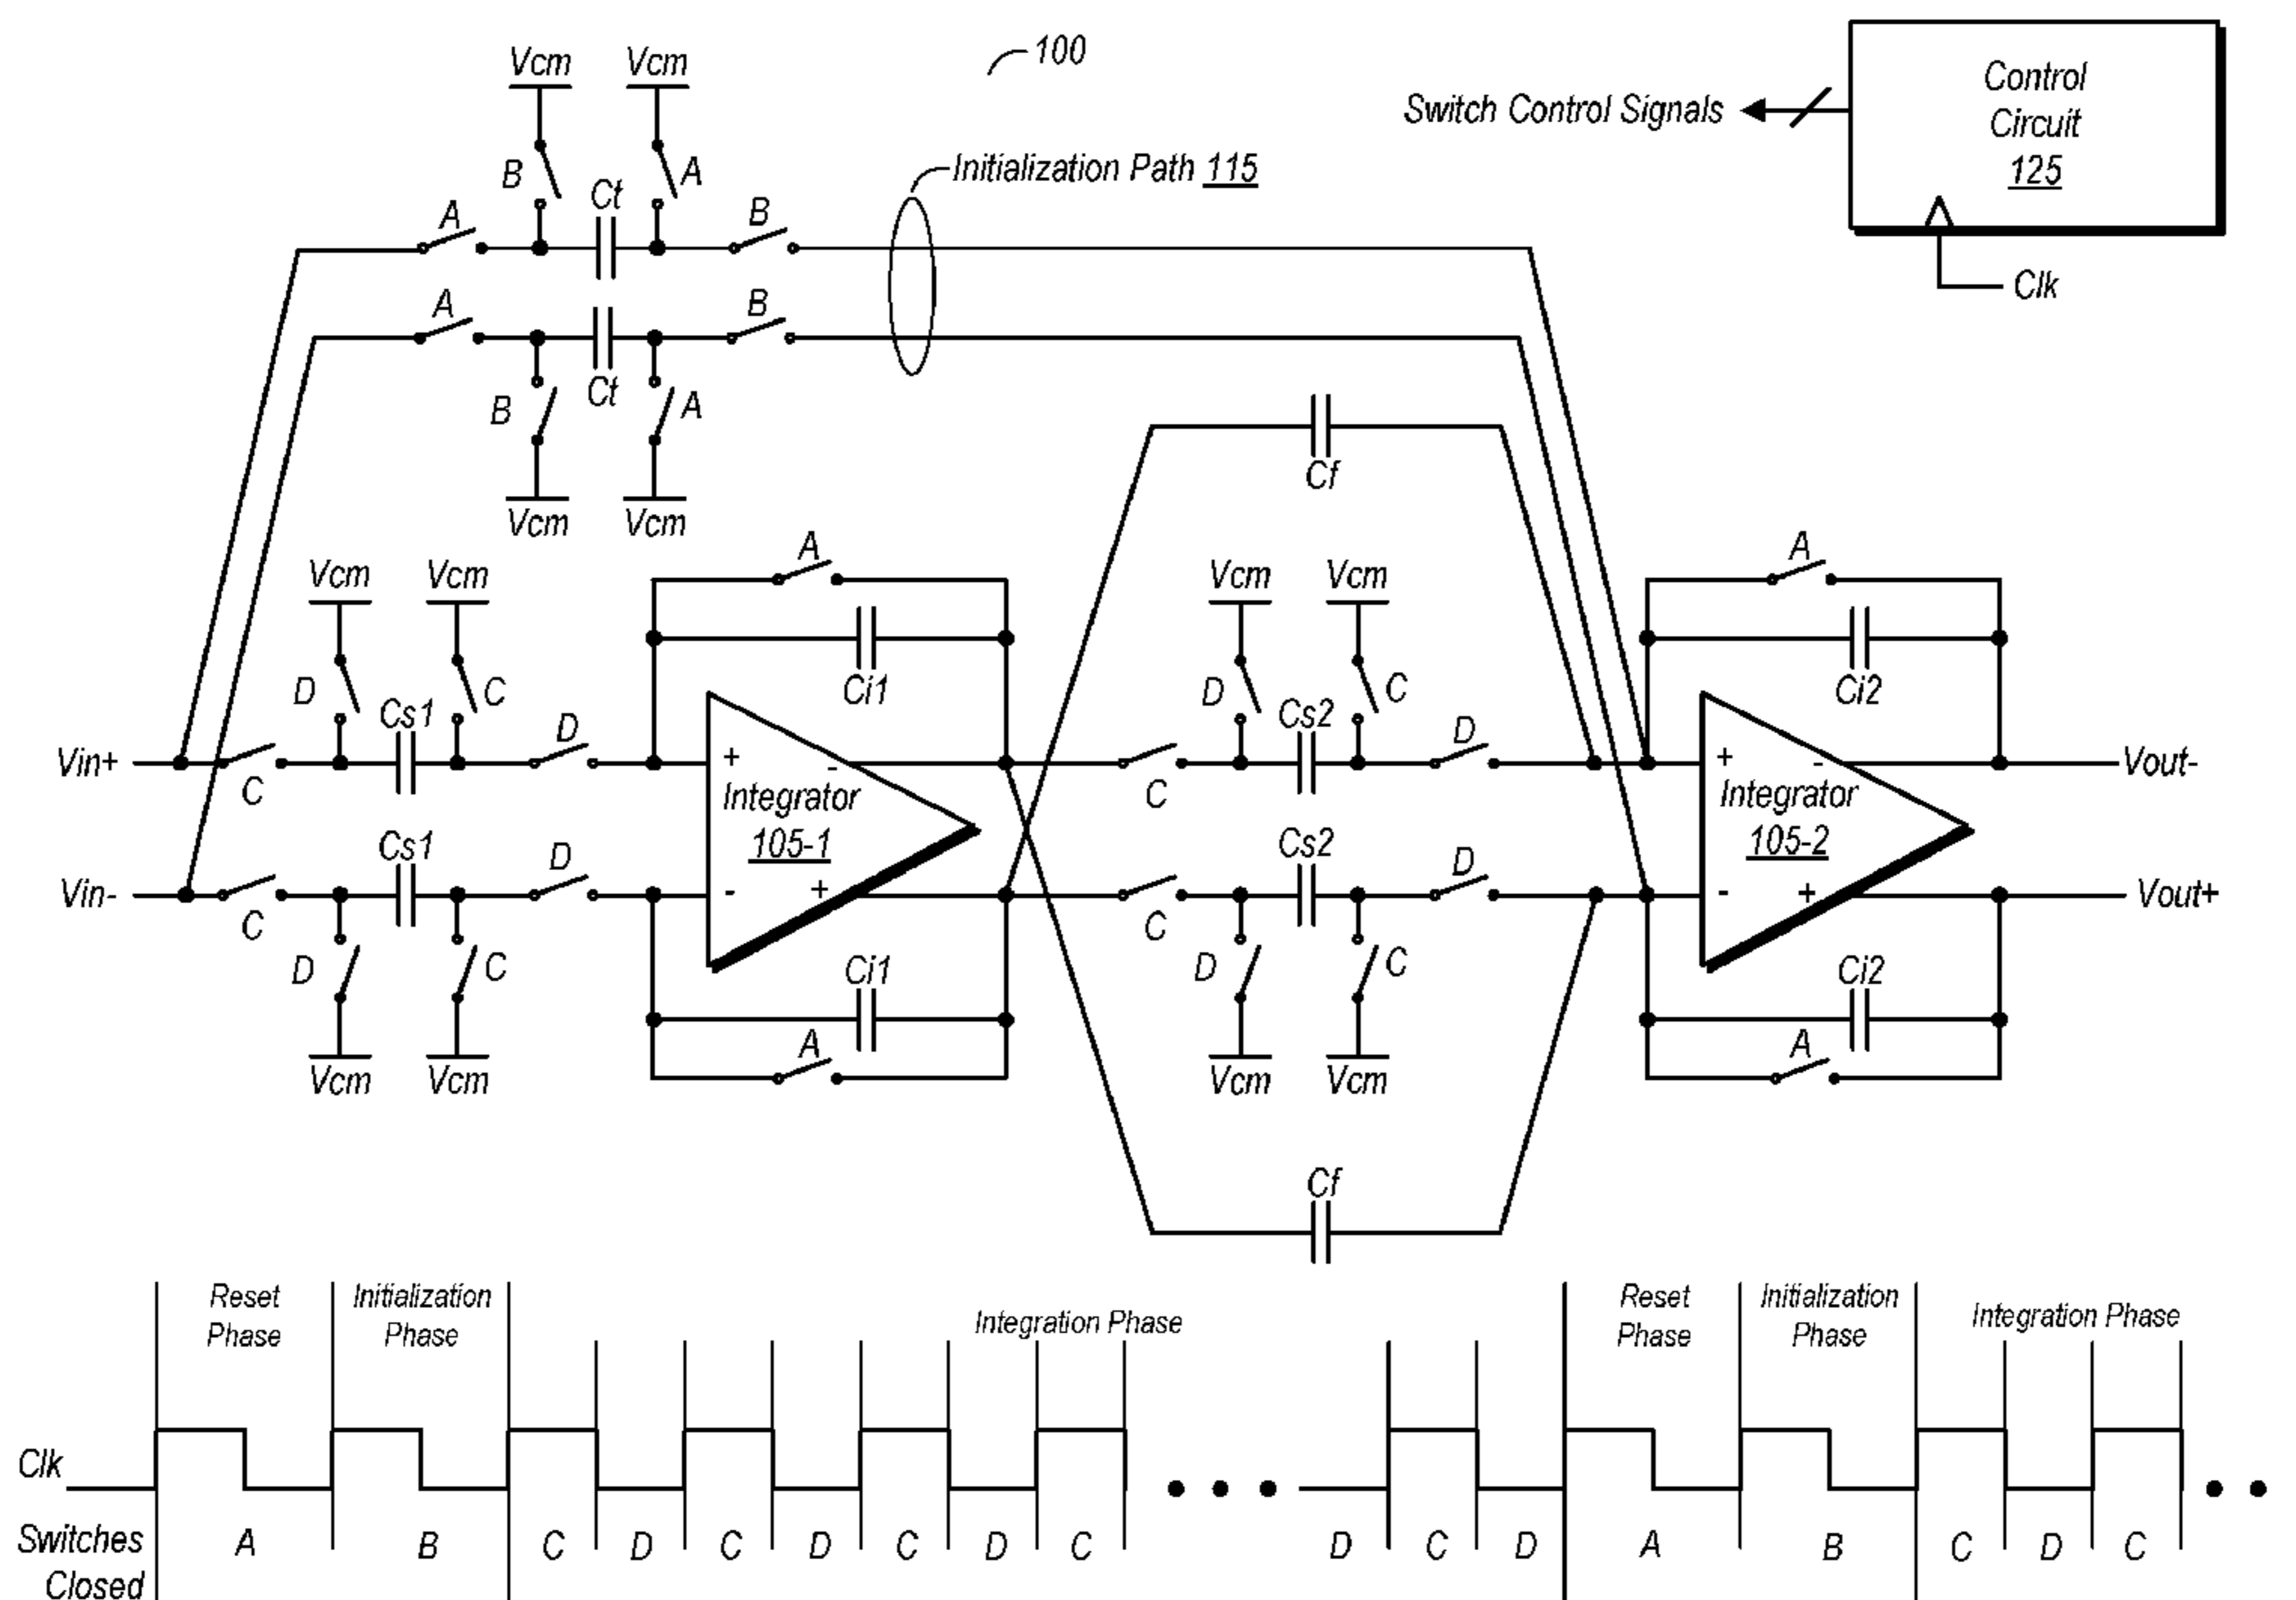 100
Vcm Vcm
Control
Circuit
125
Switch Control Signals
Clk
B Ct A
Initialization Path 115
A B
A B
B Ct A
Vcm Vcm
Cf
Vcm Vcm A Vcm Vcm A
D Cs1 C D Ci1 D Cs2 C D Ci2
Vin+ + - + - Vout-
C Integrator C Integrator
105-1 105-2
Cs1 D Cs2 D
Vin- - + - + Vout+
C C
D C Ci1 D C Ci2
A A
Vcm Vcm Vcm Vcm
Cf
Reset Phase
Initialization Phase
Integration Phase
Reset Phase
Initialization Phase
Integration Phase
Clk
Switches Closed
A B C D C D C D C D C D A B C D C